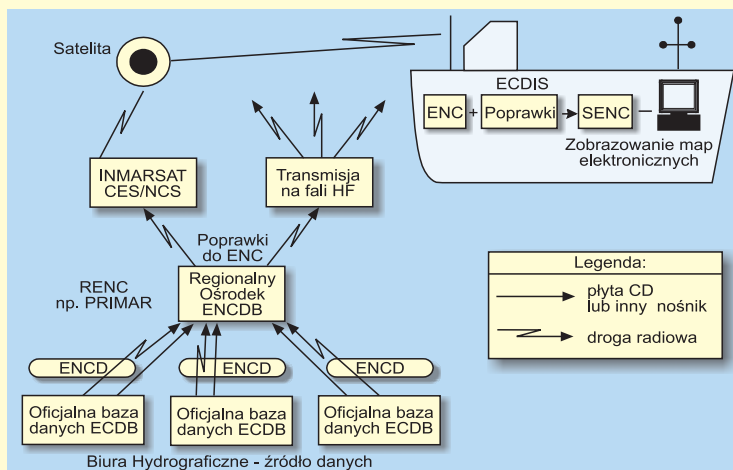 Satelita
ECDIS
ENC + Poprawki SENC
Zobrazowanie map
elektronicznych
INMARSAT
CES/NCS
Transmisja
na fali HF
Poprawki
do ENC
RENC
np. PRIMAR
Regionalny
Ośrodek
ENCDB
Legenda:
płyta CD
lub inny nośnik
droga radiowa
ENCD
ENCD
ENCD
Oficjalna baza
danych ECDB
Oficjalna baza
danych ECDB
Oficjalna baza
danych ECDB
Biura Hydrograficzne - źródło danych